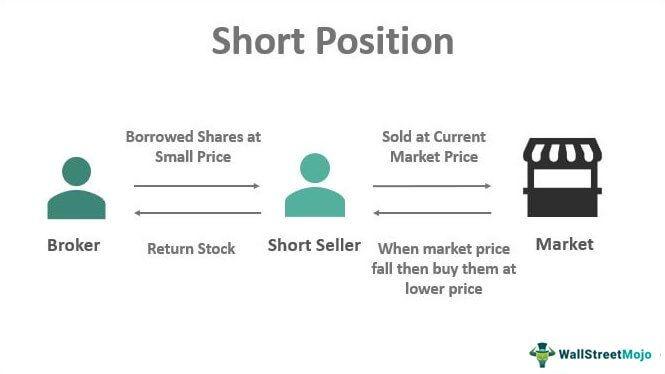 Short Position
Borrowed Shares at
Small Price
Sold at Current
Market Price
Broker
Return Stock
Short Seller
When market price
fall then buy them at
lower price
Market
WallStreetMojo